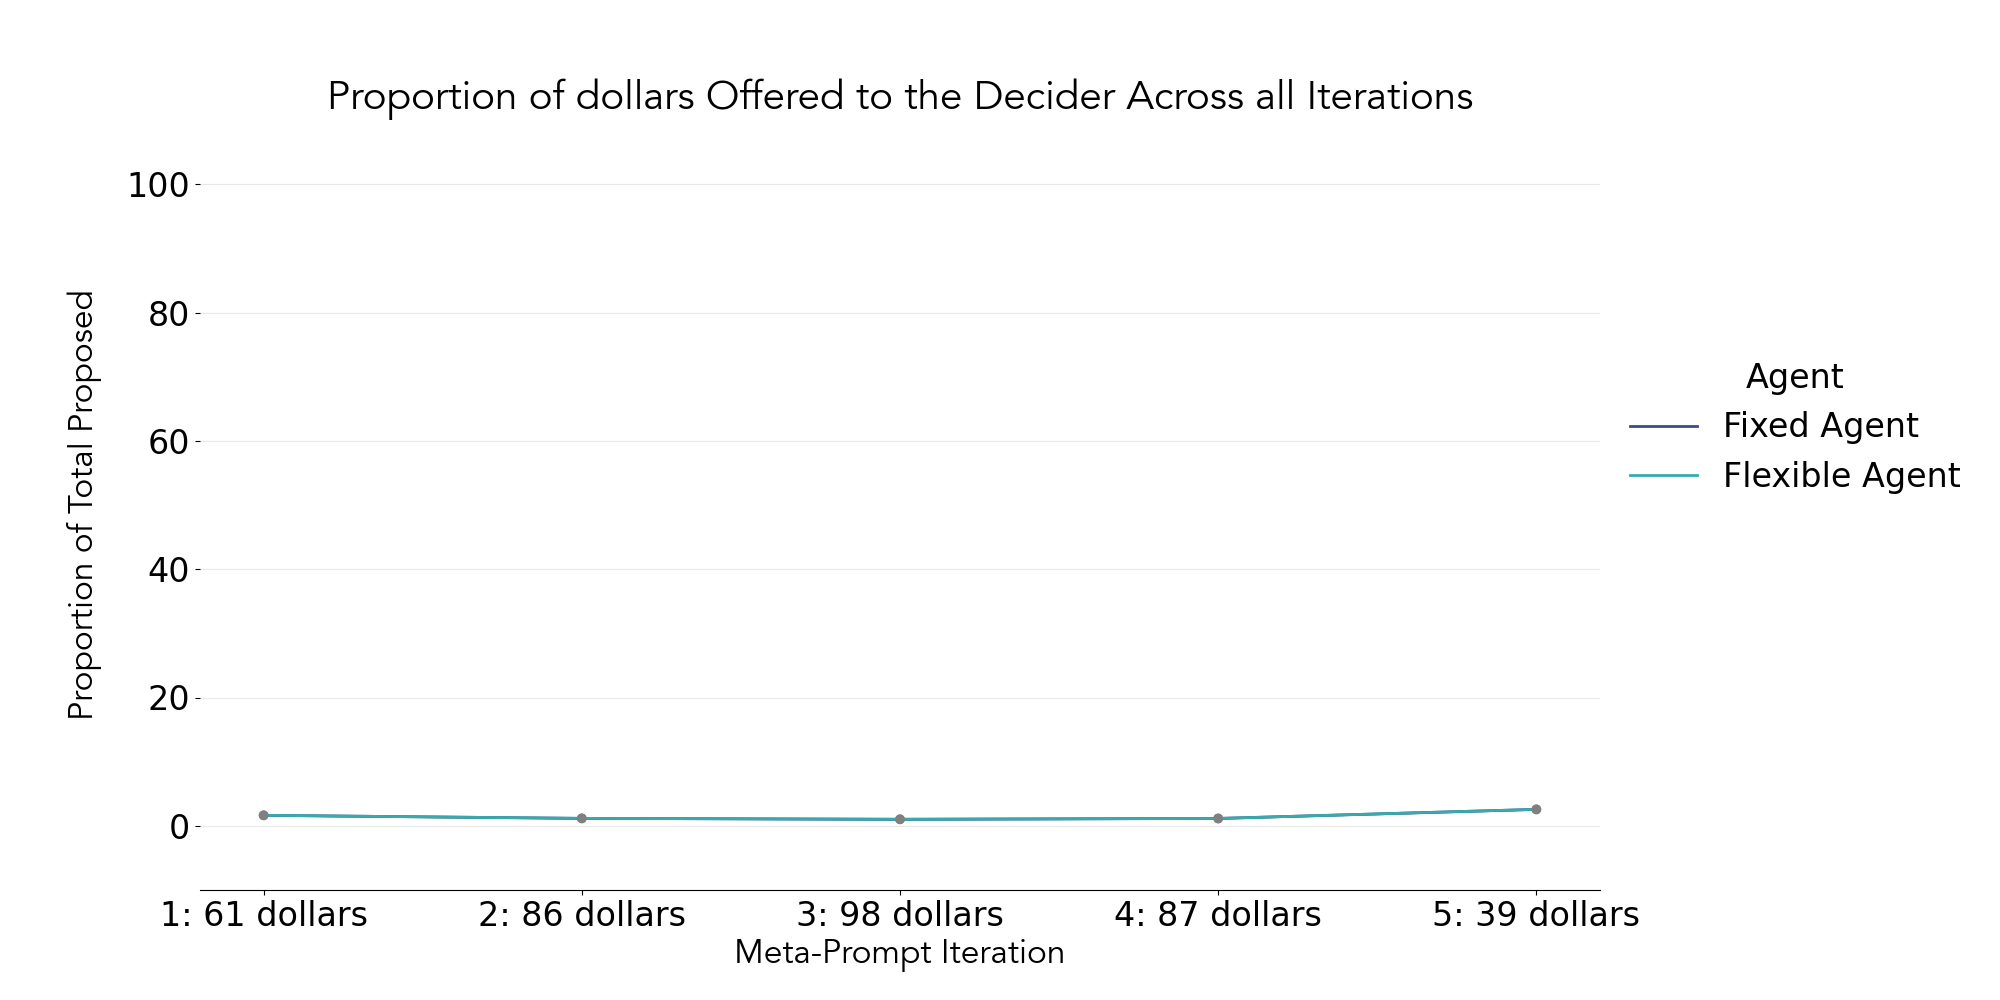 Proportion of dollars Offered to the Decider Across all Iterations
Proportion of Total Proposed
100
80
60
40
20
0
1: 61 dollars
2: 86 dollars
3: 98 dollars
4: 87 dollars
5: 39 dollars
Meta-Prompt Iteration
Agent
Fixed Agent
Flexible Agent